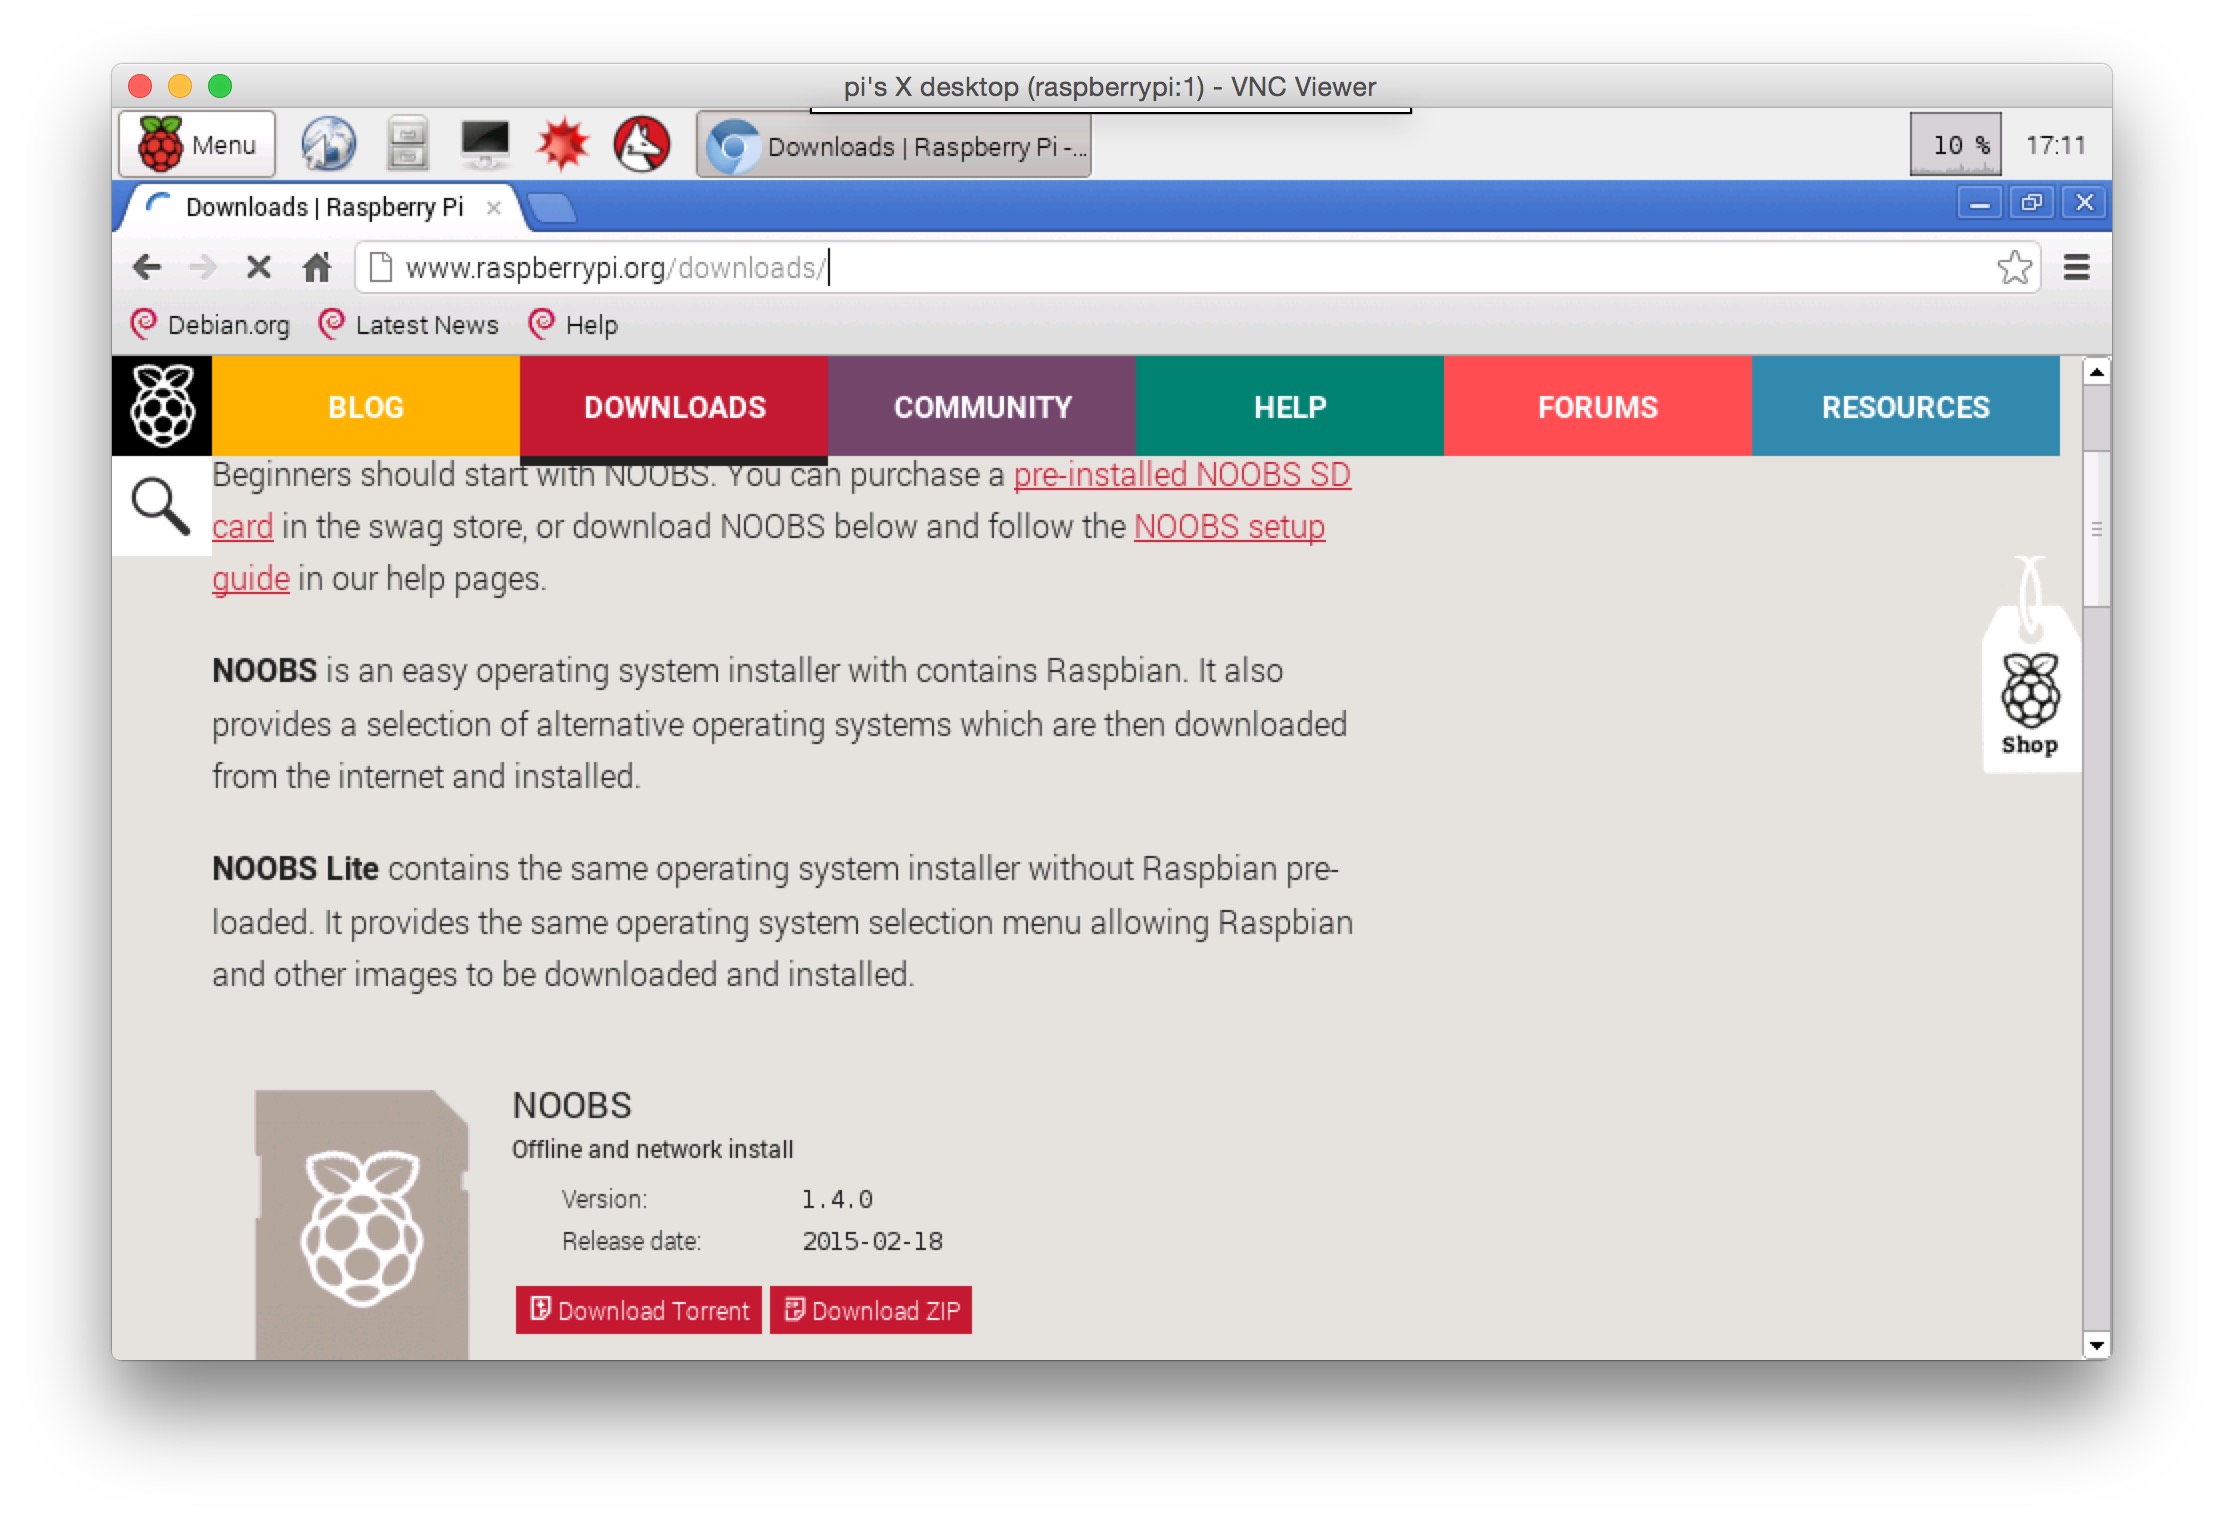 pi's X desktop (raspberrypi:1) - VNC Viewer
Menu
Downloads | Raspberry Pi -...
10 %
17:11
Downloads | Raspberry Pi
www.raspberrypi.org/downloads/
Debian.org
Latest News
Help
BLOG
DOWNLOADS
COMMUNITY
HELP
FORUMS
RESOURCES
Beginners should start with NOOBS. You can purchase a pre-installed NOOBS SD
card in the swag store, or download NOOBS below and follow the NOOBS setup
guide in our help pages.
NOOBS is an easy operating system installer with contains Raspbian. It also
provides a selection of alternative operating systems which are then downloaded
from the internet and installed.
Shop
NOOBS Lite contains the same operating system installer without Raspbian pre-
loaded. It provides the same operating system selection menu allowing Raspbian
and other images to be downloaded and installed.
NOOBS
Offline and network install
Version: 1.4.0
Release date: 2015-02-18
Download Torrent
Download ZIP